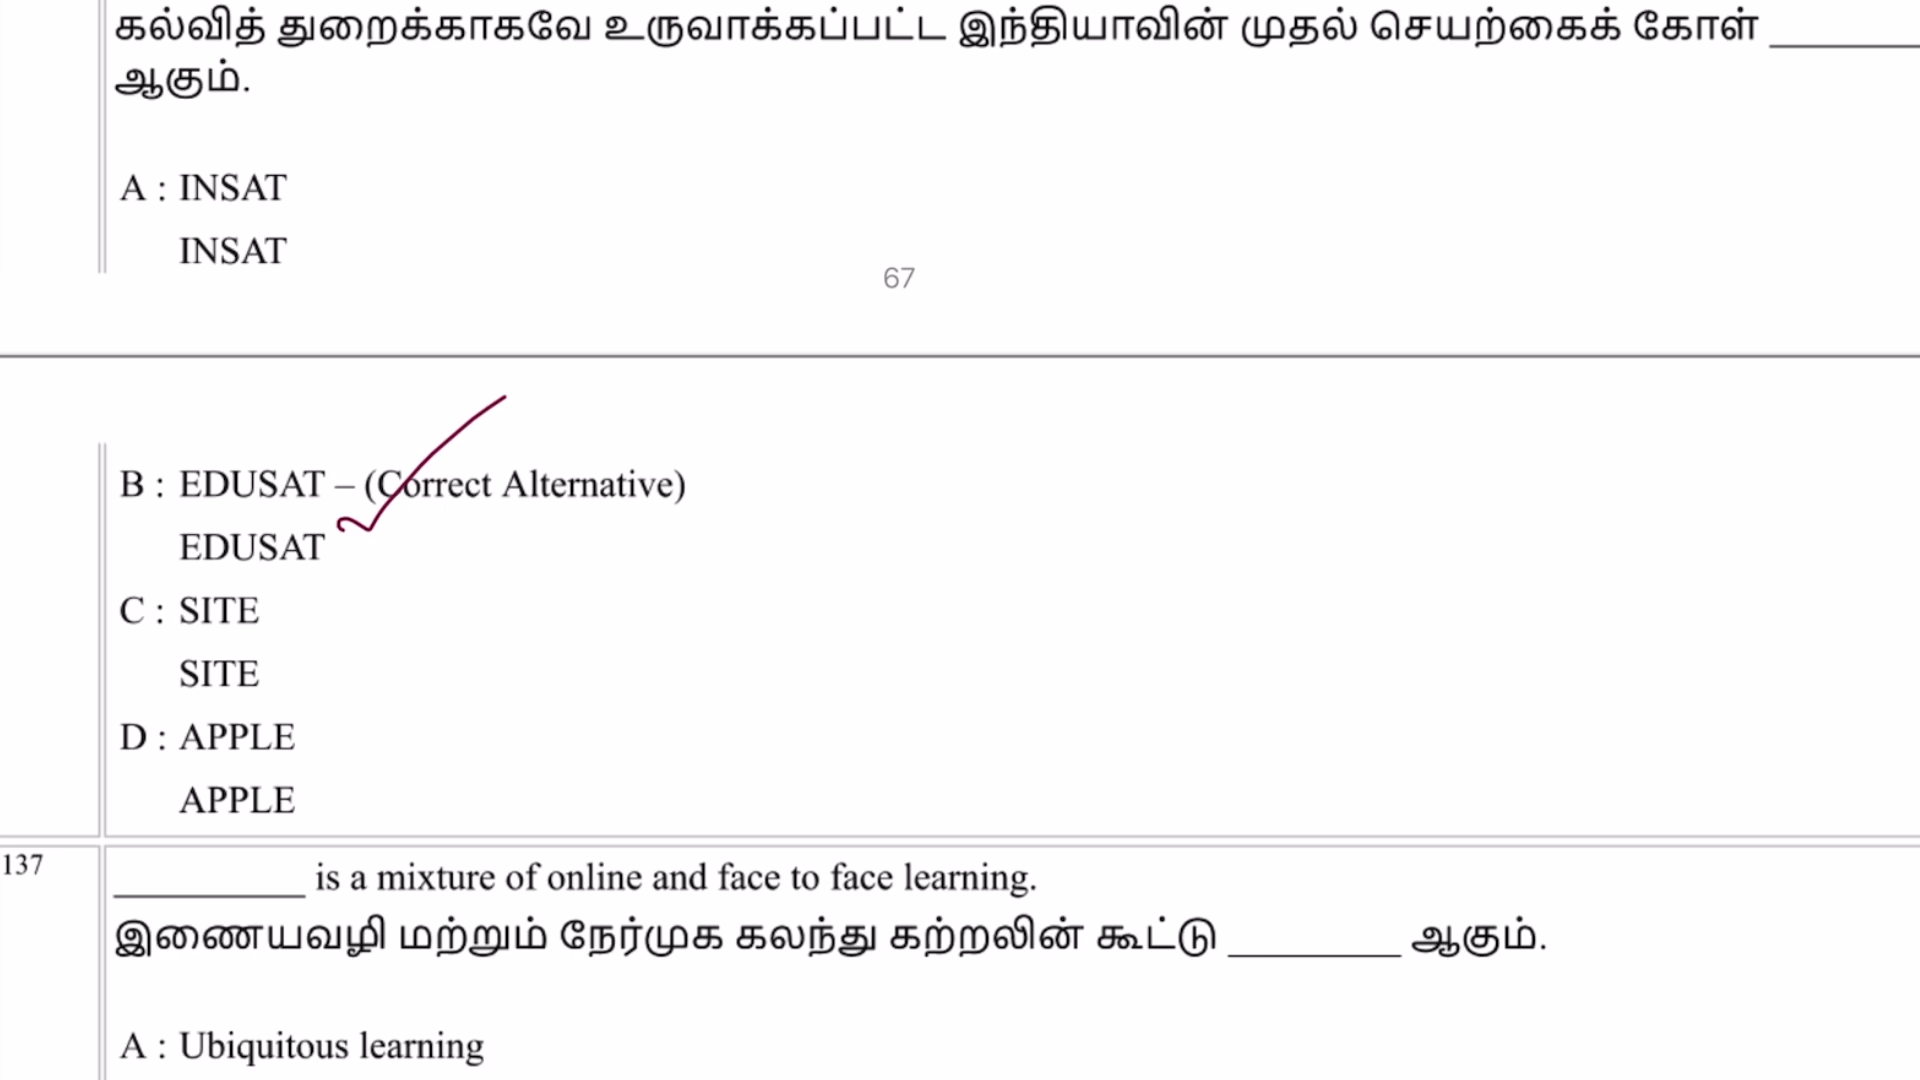 கல்வித் துறைக்காகவே உருவாக்கப்பட்ட இந்தியாவின் முதல் செயற்கைக் கோள் ________
ஆகும்.
A : INSAT
INSAT
67
B : EDUSAT – (Correct Alternative)
EDUSAT
C : SITE
SITE
D : APPLE
APPLE
137
__________ is a mixture of online and face to face learning.
இணையவழி மற்றும் நேர்முக கலந்து கற்றலின் கூட்டு _________ ஆகும்.
A : Ubiquitous learning